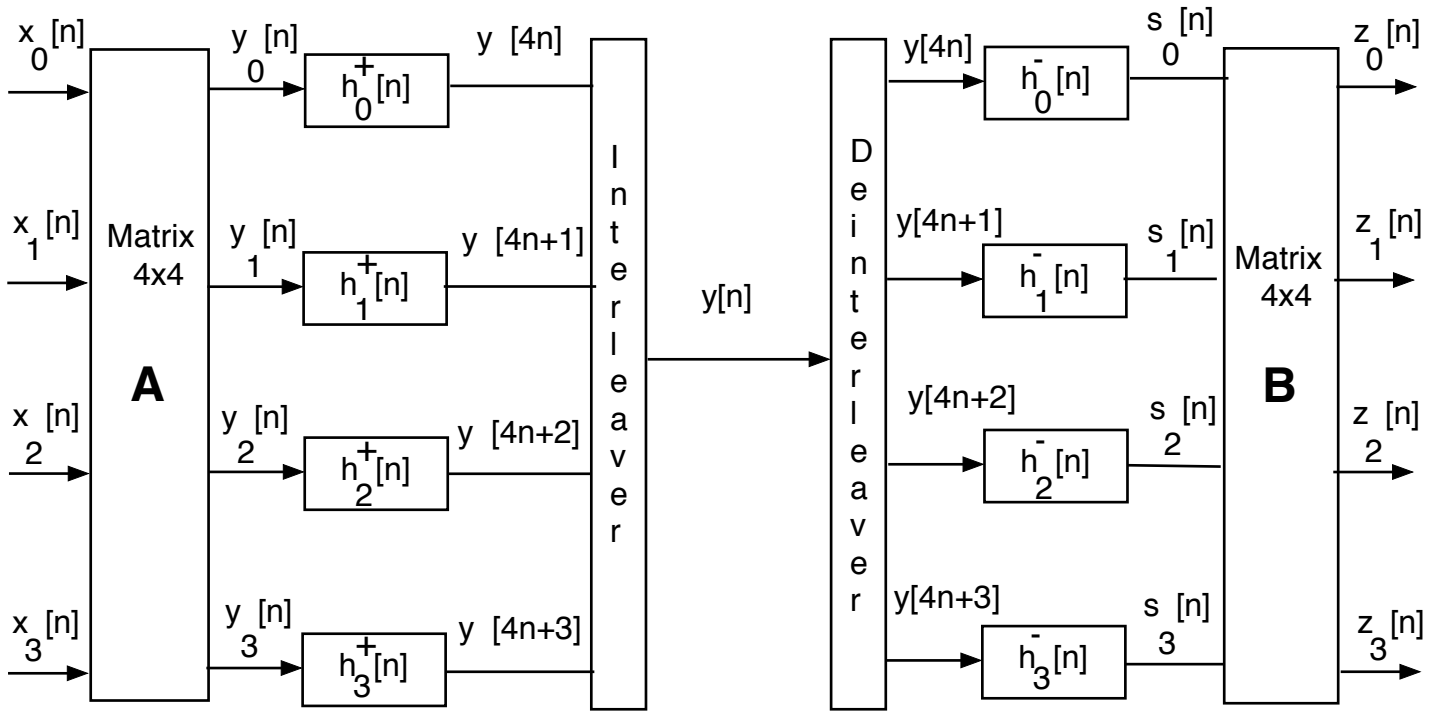 x0[n]
y0[n]
h0+[n]
y [4n]
y[4n]
h0-[n]
s0[n]
z0[n]
x1[n]
Matrix
4x4
A
y1[n]
h1+[n]
y [4n+1]
Interleaver
y[n]
Deinterleaver
y[4n+1]
h1-[n]
s1[n]
Matrix
4x4
B
z1[n]
x2[n]
y2[n]
h2+[n]
y [4n+2]
y[4n+2]
h2-[n]
s2[n]
z2[n]
x3[n]
y3[n]
h3+[n]
y [4n+3]
y[4n+3]
h3-[n]
s3[n]
z3[n]